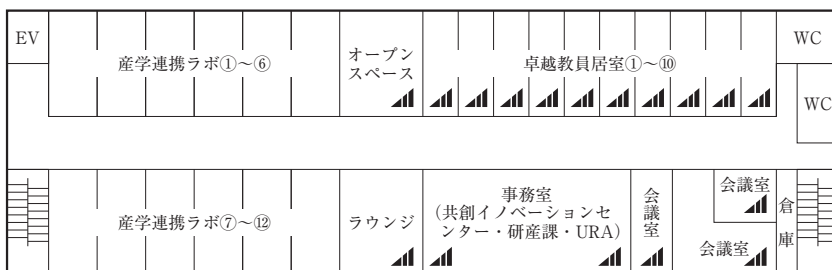 EV
産学連携ラボ①～⑥
オープン
スペース
卓越教員居室①～⑩
WC
WC
産学連携ラボ⑦～⑫
ラウンジ
事務室
(共創イノベーションセ
ンター・研産課・URA)
会議室
会議室
会議室
倉庫